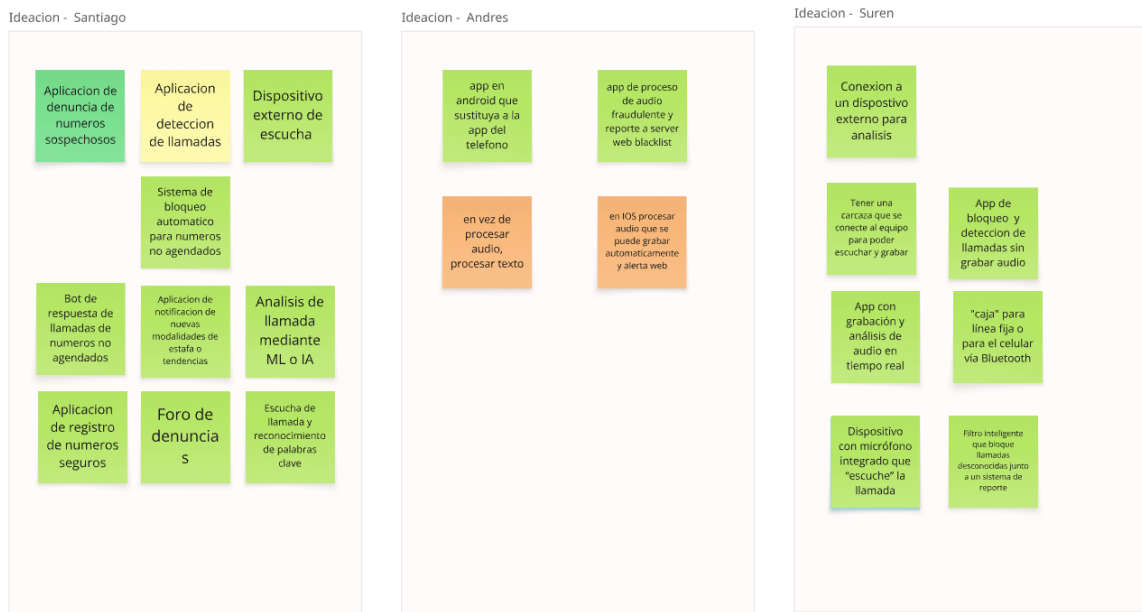 Ideacion - Santiago
Aplicacion de
denuncia de
numeros
sospechosos
Aplicacion
de
deteccion
de llamadas
Dispositivo
externo de
escucha
Sistema de
bloqueo
automatico
para numeros
no agendados
Bot de
respuesta de
llamadas de
numeros no
agendados
Aplicacion de
notificacion de
nuevas
modalidades de
estafa o
tendencias
Analisis de
llamada
mediante
ML o IA
Aplicacion
de registro
de numeros
seguros
Foro de
denuncia
s
Escucha de
llamada y
reconocimiento
de palabras
clave
Ideacion - Andres
app en
android que
sustituya a la
app del
telefono
app de proceso
de audio
fraudulente y
reporte a server
web blacklist
en vez de
procesar
audio,
procesar texto
en IOS procesar
audio que se
puede grabar
automaticamente
y alerta web
Ideacion - Suren
Conexion a
un dispostivo
externo para
analisis
Tener una
carcaza que se
conecte al equipo
para poder
escuchar y grabar
App de
bloqueo y
deteccion de
llamadas sin
grabar audio
App con
grabación y
análisis de
audio en
tiempo real
"caja" para
línea fija o
para el celular
vía Bluetooth
Dispositivo
con micrófono
integrado que
“escuche” la
llamada
Filtro inteligente
que bloque
llamadas
desconocidas junto
a un sistema de
reporte